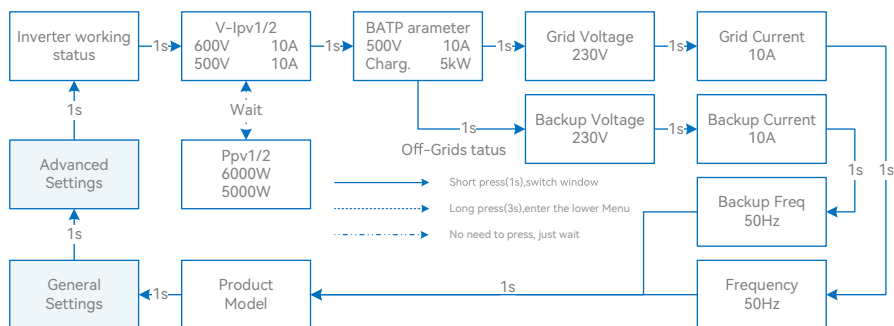 Inverter working
status
1s
V-Ipv1/2
600V 10A
500V 10A
1s
BATP arameter
500V 10A
Charg. 5kW
1s
Grid Voltage
230V
1s
Grid Current
10A
1s
Wait
1s
Backup Voltage
230V
1s
Backup Current
10A
Off-Grids tatus
Advanced
Settings
Ppv1/2
6000W
5000W
Short press(1s),switch window
Long press(3s),enter the lower Menu
No need to press, just wait
1s
1s
Backup Freq
50Hz
1s
General
Settings
1s
Product
Model
1s
Frequency
50Hz